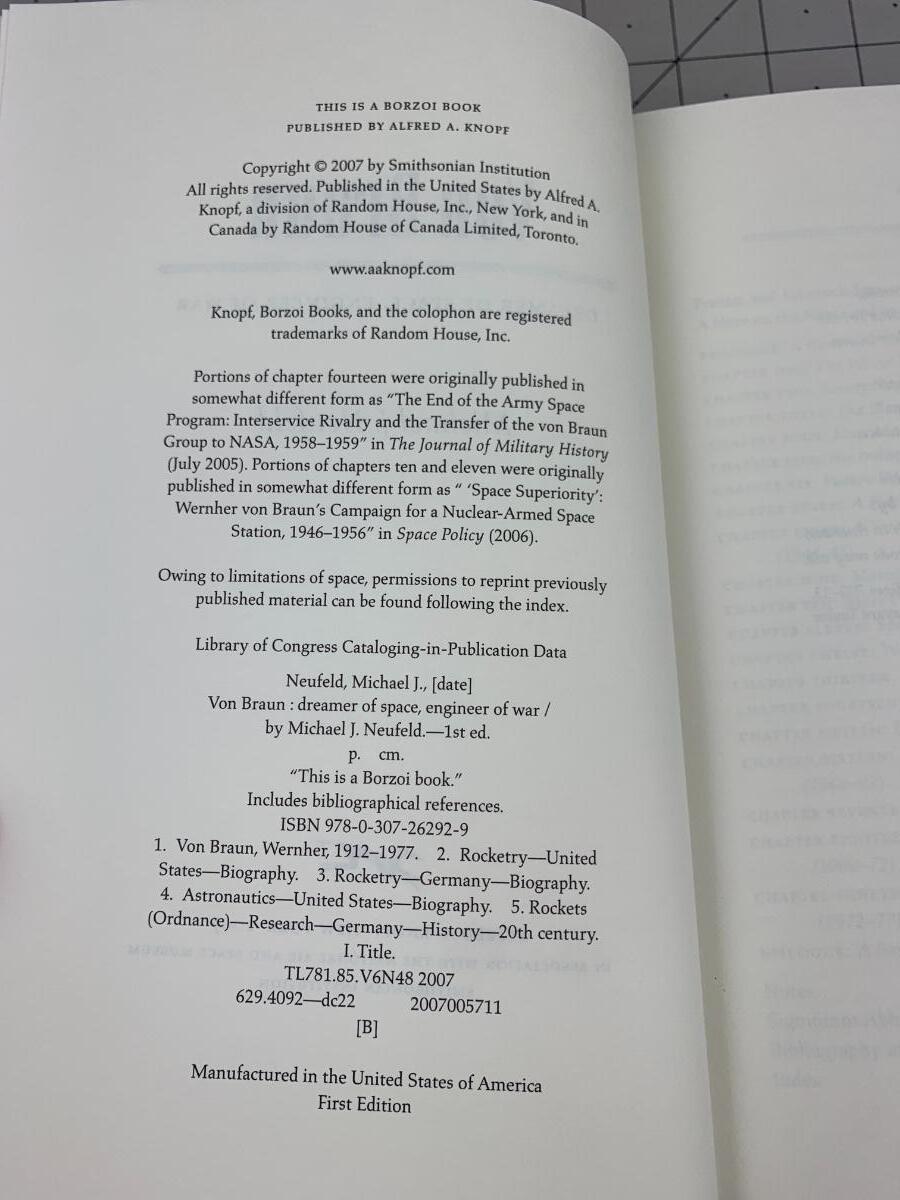 THIS IS A BORZOI BOOK
PUBLISHED BY ALFRED A. KNOPF
Copyright © 2007 by Smithsonian Institution
All rights reserved. Published in the United States by Alfred A.
Knopf, a division of Random House, Inc., New York, and in
Canada by Random House of Canada Limited, Toronto.
www.aaknopf.com
Knopf, Borzoi Books, and the colophon are registered
trademarks of Random House, Inc.
Portions of chapter fourteen were originally published in
somewhat different form as “The End of the Army Space
Program: Interservice Rivalry and the Transfer of the von Braun
Group to NASA, 1958–1959” in The Journal of Military History
(July 2005). Portions of chapters ten and eleven were originally
published in somewhat different form as “ ‘Space Superiority’:
Wernher von Braun’s Campaign for a Nuclear-Armed Space
Station, 1946–1956” in Space Policy (2006).
Owing to limitations of space, permissions to reprint previously
published material can be found following the index.
Library of Congress Cataloging-in-Publication Data
Neufeld, Michael J., [date]
Von Braun : dreamer of space, engineer of war /
by Michael J. Neufeld.—1st ed.
p. cm.
“This is a Borzoi book.”
Includes bibliographical references.
ISBN 978-0-307-26292-9
1. Von Braun, Wernher, 1912–1977. 2. Rocketry—United
States—Biography. 3. Rocketry—Germany—Biography.
4. Astronautics—United States—Biography. 5. Rockets
(Ordnance)—Research—Germany—History—20th century.
I. Title.
TL781.85.V6N48 2007
629.4092—dc22 2007005711
[B]
Manufactured in the United States of America
First Edition